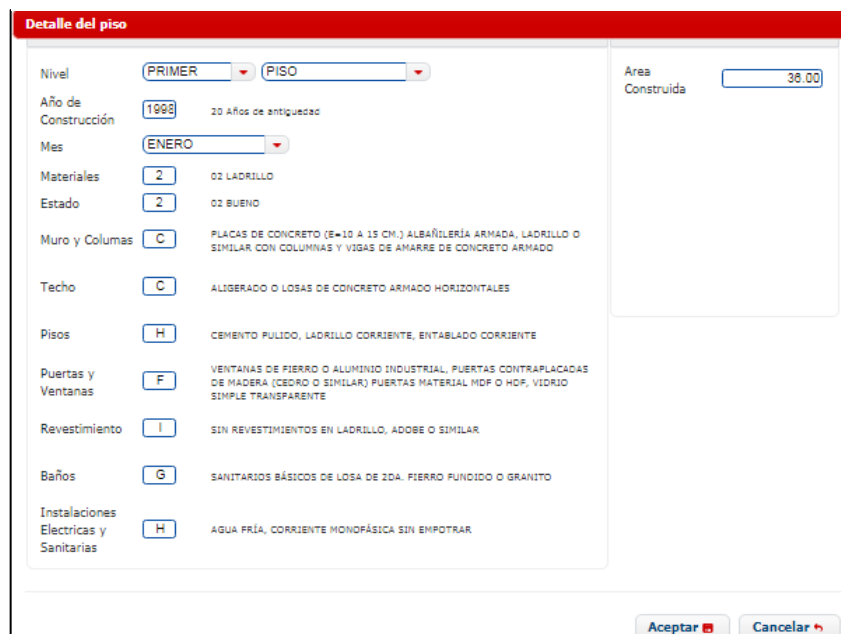 Detalle del piso
Nivel PRIMER PISO
Area
Construida 36.00
Año de
Construcción 1998 20 Años de antiguedad
Mes ENERO
Materiales 2 02 LADRILLO
Estado 2 02 BUENO
Muro y Columas C PLACAS DE CONCRETO (E=10 A 15 CM.) ALBAÑILERÍA ARMADA, LADRILLO O
SIMILAR CON COLUMNAS Y VIGAS DE AMARRE DE CONCRETO ARMADO
Techo C ALIGERADO O LOSAS DE CONCRETO ARMADO HORIZONTALES
Pisos H CEMENTO PULIDO, LADRILLO CORRIENTE, ENTABLADO CORRIENTE
Puertas y
Ventanas F VENTANAS DE FIERRO O ALUMINIO INDUSTRIAL, PUERTAS CONTRAPLACADAS
DE MADERA (CEDRO O SIMILAR) PUERTAS MATERIAL MDF O HDF, VIDRIO
SIMPLE TRANSPARENTE
Revestimiento I SIN REVESTIMIENTOS EN LADRILLO, ADOBE O SIMILAR
Baños G SANITARIOS BÁSICOS DE LOSA DE 2DA. FIERRO FUNDIDO O GRANITO
Instalaciones
Electricas y
Sanitarias H AGUA FRÍA, CORRIENTE MONOFÁSICA SIN EMPOTRAR
Aceptar Cancelar